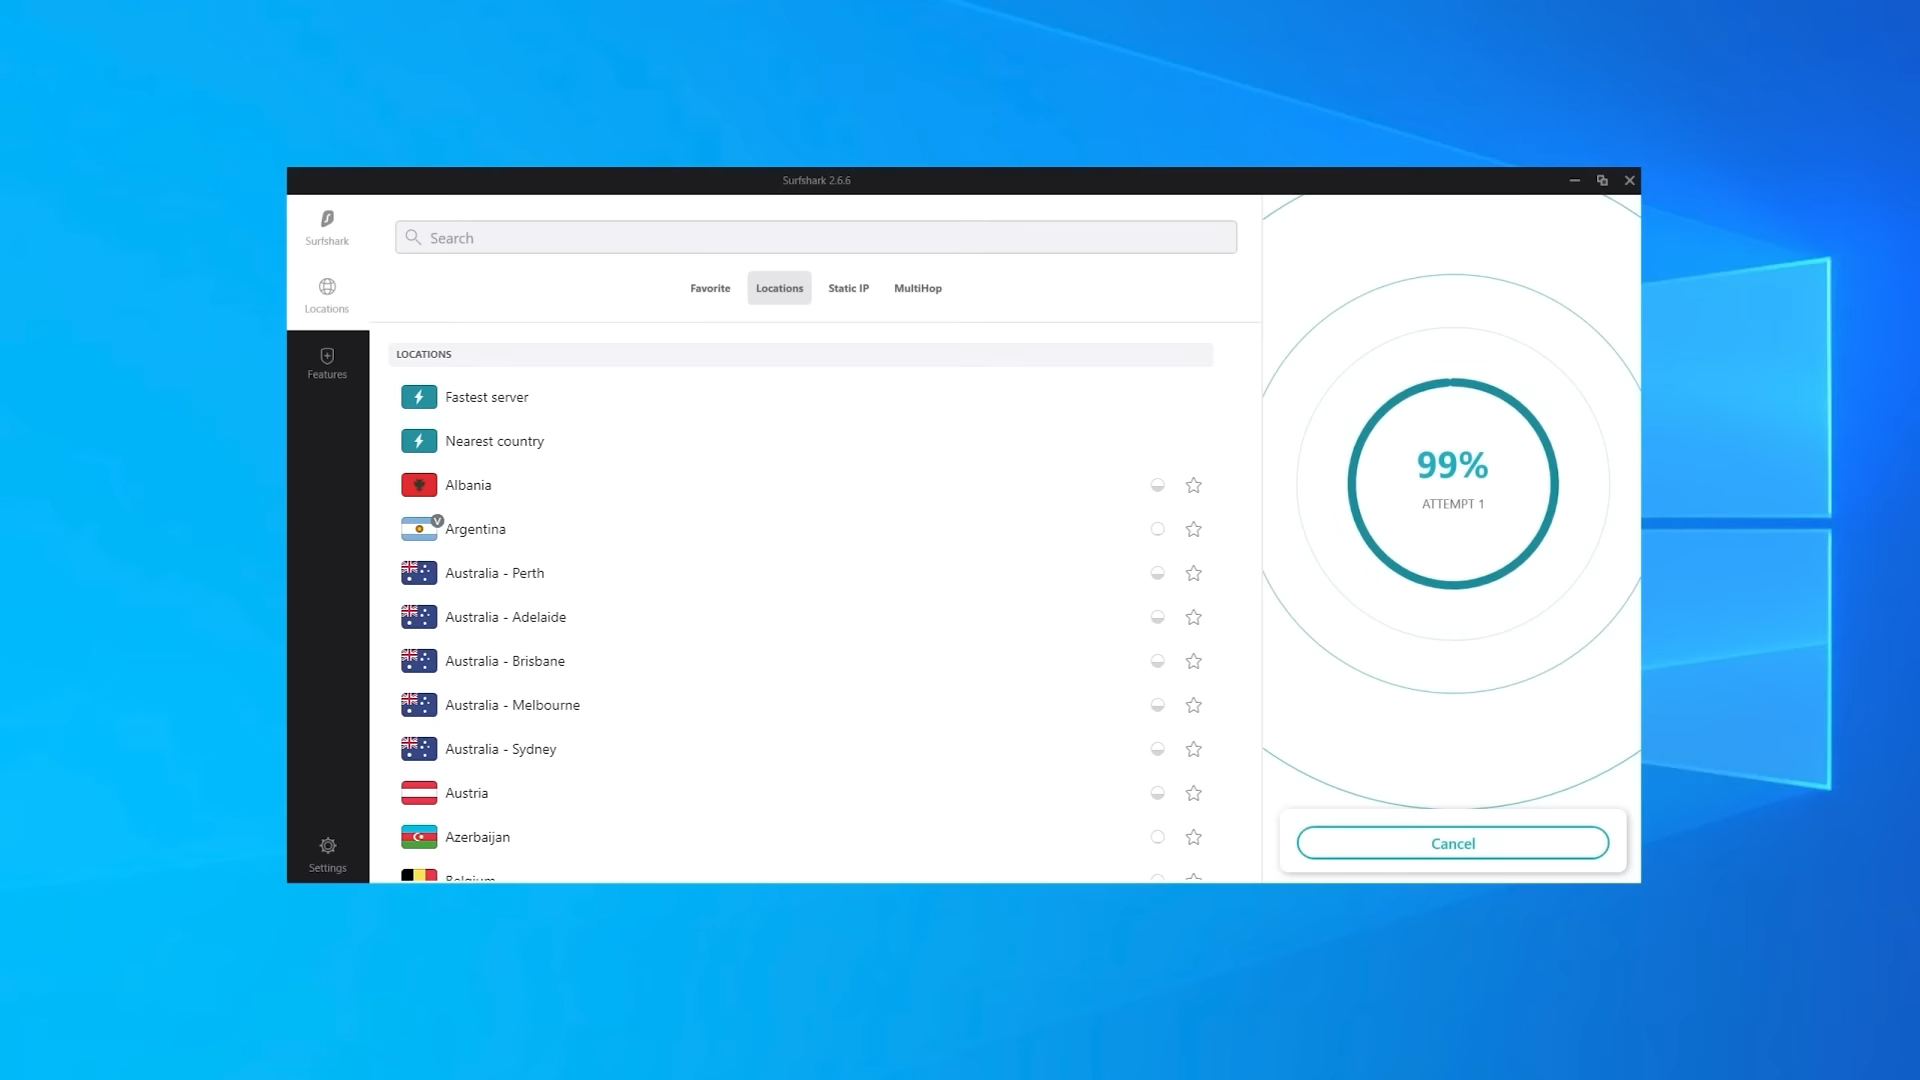 Surfshark 2.6.6
Surfshark
Search
Locations
Favorite Locations Static IP MultiHop
Features
LOCATIONS
Fastest server
Nearest country
Albania
V
Argentina
Australia - Perth
Australia - Adelaide
Australia - Brisbane
Australia - Melbourne
Australia - Sydney
Austria
Azerbaijan
Belgium
Settings
99%
ATTEMPT 1
Cancel